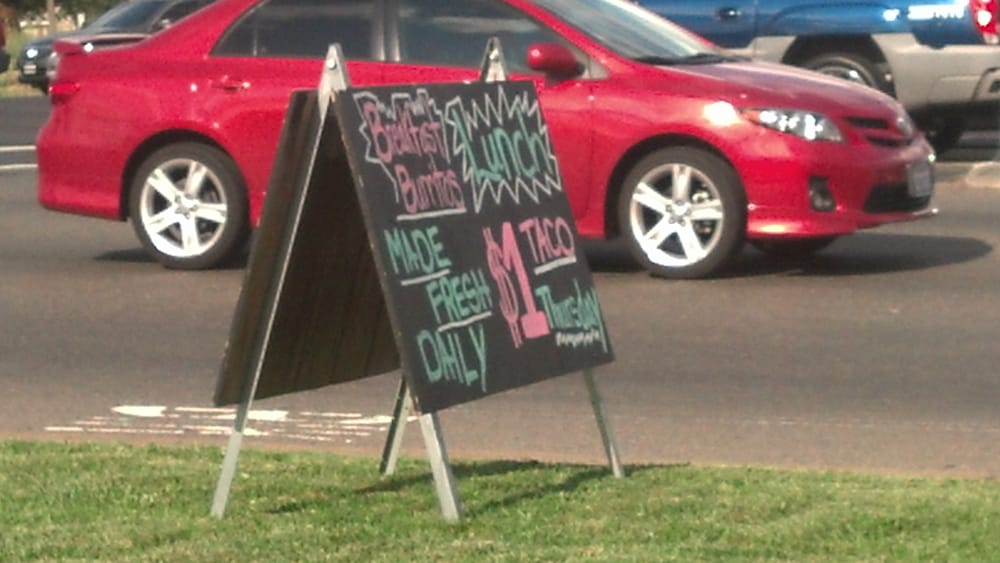 Breakfast
Burritos
Lunch
MADE
FRESH
DAILY
$1 TACO
Thursday